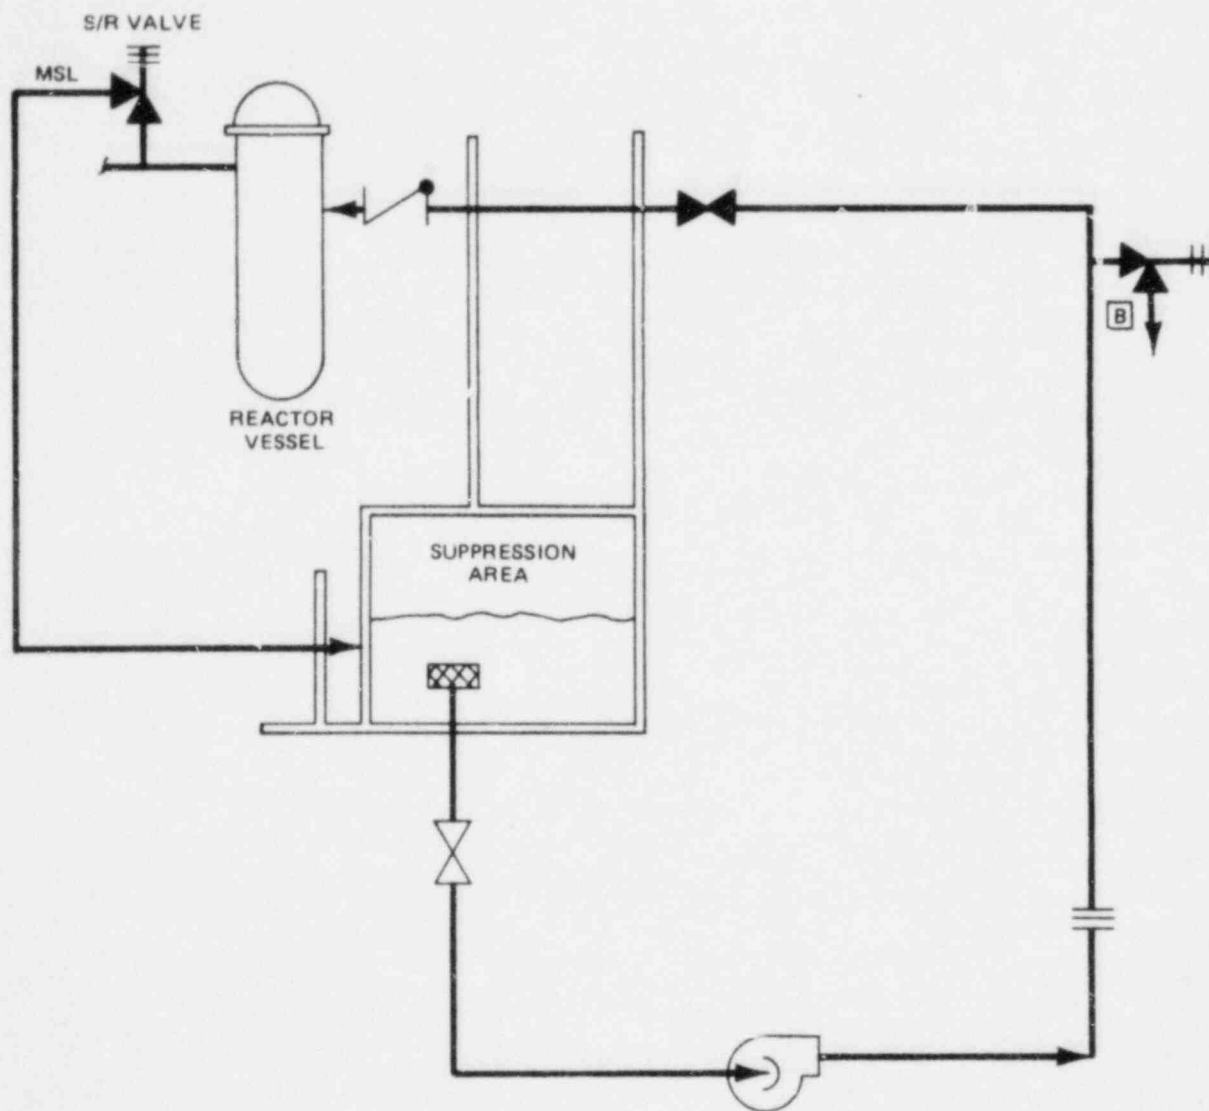 S/R VALVE
MSL
B
REACTOR
VESSEL
SUPPRESSION
AREA